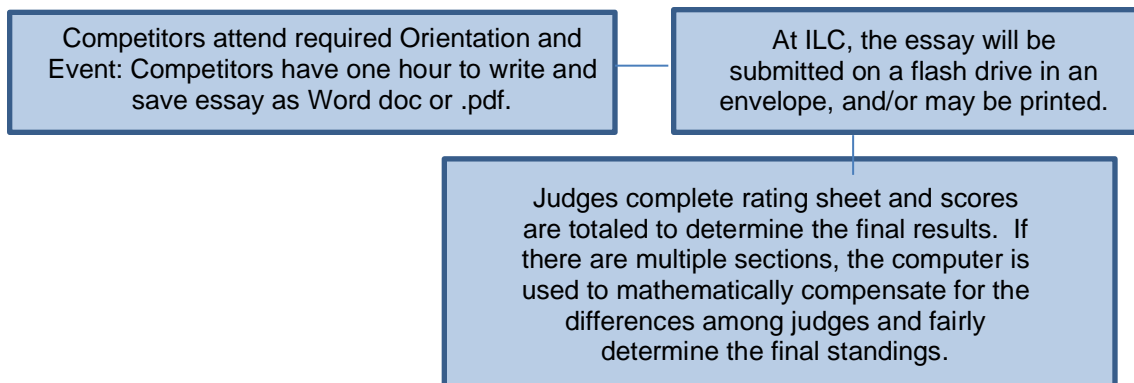 Competitors attend required Orientation and
Event: Competitors have one hour to write and
save essay as Word doc or .pdf.
At ILC, the essay will be
submitted on a flash drive in an
envelope, and/or may be printed.
Judges complete rating sheet and scores
are totaled to determine the final results.  If
there are multiple sections, the computer is
used to mathematically compensate for the
differences among judges and fairly
determine the final standings.